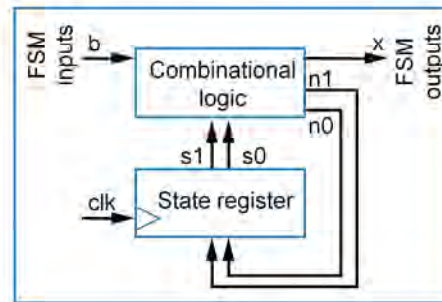 FSM inputs
b
Combinational
logic
x
FSM outputs
n1
n0
s1 s0
clk
State register